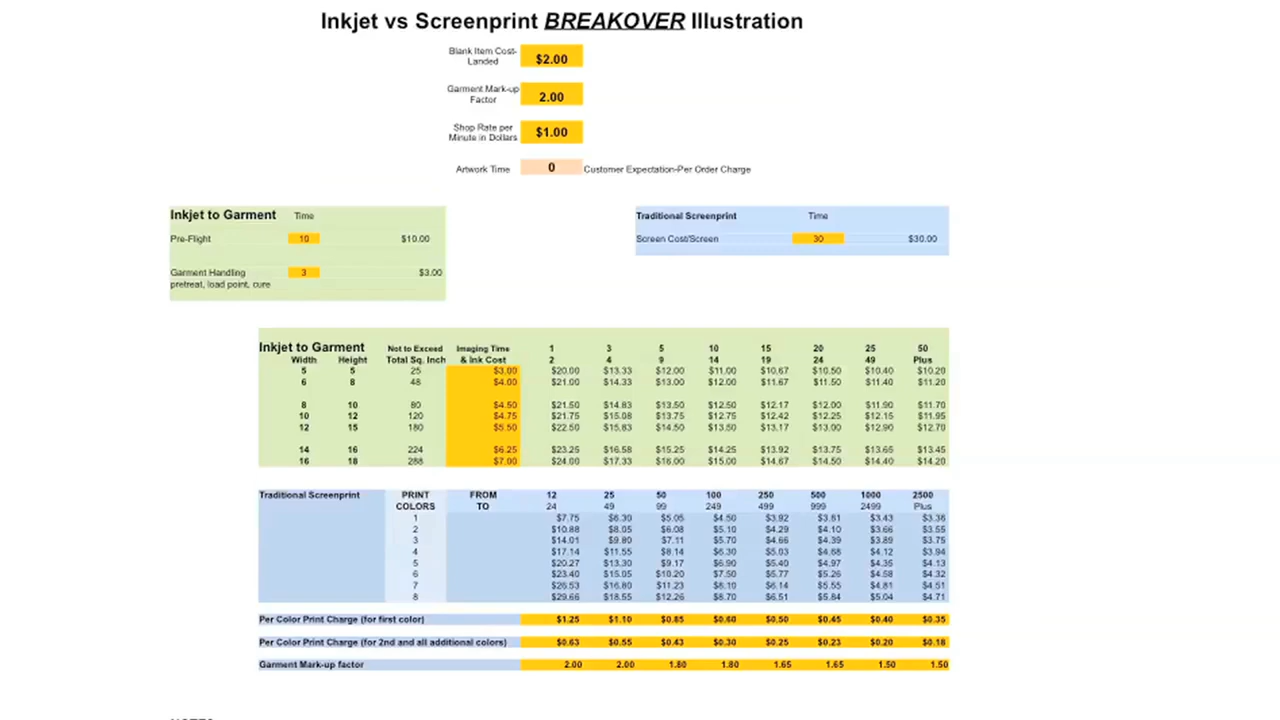 Inkjet vs Screenprint BREAKOVER Illustration
Blank Item Cost-
Landed $2.00
Garment Mark-up
Factor 2.00
Shop Rate per
Minute in Dollars $1.00
Artwork Time 0 Customer Expectation-Per Order Charge
Inkjet to Garment Time
Pre-Flight 10 $10.00
Garment Handling 3 $3.00
pretreat, load point, cure
Traditional Screenprint Time
Screen Cost/Screen 30 $30.00
Inkjet to Garment Not to Exceed Imaging Time 1 3 5 10 15 20 25 50
Width Height Total Sq. Inch & Ink Cost 2 4 9 14 19 24 49 Plus
5 5 25 $3.00 $20.00 $13.33 $12.00 $11.00 $10.67 $10.50 $10.40 $10.20
6 8 48 $4.00 $21.00 $14.33 $13.00 $12.00 $11.67 $11.50 $11.40 $11.20
8 10 80 $4.50 $21.50 $14.83 $13.50 $12.50 $12.17 $12.00 $11.90 $11.70
10 12 120 $4.75 $21.75 $15.08 $13.75 $12.75 $12.42 $12.25 $12.15 $11.95
12 15 180 $5.50 $22.50 $15.83 $14.50 $13.50 $13.17 $13.00 $12.90 $12.70
14 16 224 $6.25 $23.25 $16.58 $15.25 $14.25 $13.92 $13.75 $13.65 $13.45
16 18 288 $7.00 $24.00 $17.33 $16.00 $15.00 $14.67 $14.50 $14.40 $14.20
Traditional Screenprint PRINT FROM 12 25 50 100 250 500 1000 2500
COLORS TO 24 49 99 249 499 999 2499 Plus
1 $7.75 $6.30 $5.05 $4.50 $3.92 $3.81 $3.43 $3.36
2 $10.88 $8.05 $6.08 $5.10 $4.29 $4.10 $3.66 $3.55
3 $14.01 $9.80 $7.11 $5.70 $4.66 $4.39 $3.89 $3.75
4 $17.14 $11.55 $8.14 $6.30 $5.03 $4.68 $4.12 $3.94
5 $20.27 $13.30 $9.17 $6.90 $5.40 $4.97 $4.35 $4.13
6 $23.40 $15.05 $10.20 $7.50 $5.77 $5.26 $4.58 $4.32
7 $26.53 $16.80 $11.23 $8.10 $6.14 $5.55 $4.81 $4.51
8 $29.66 $18.55 $12.26 $8.70 $6.51 $5.84 $5.04 $4.71
Per Color Print Charge (for first color) $1.25 $1.10 $0.85 $0.60 $0.50 $0.45 $0.40 $0.35
Per Color Print Charge (for 2nd and all additional colors) $0.63 $0.55 $0.43 $0.30 $0.25 $0.23 $0.20 $0.18
Garment Mark-up factor 2.00 2.00 1.80 1.80 1.65 1.65 1.50 1.50